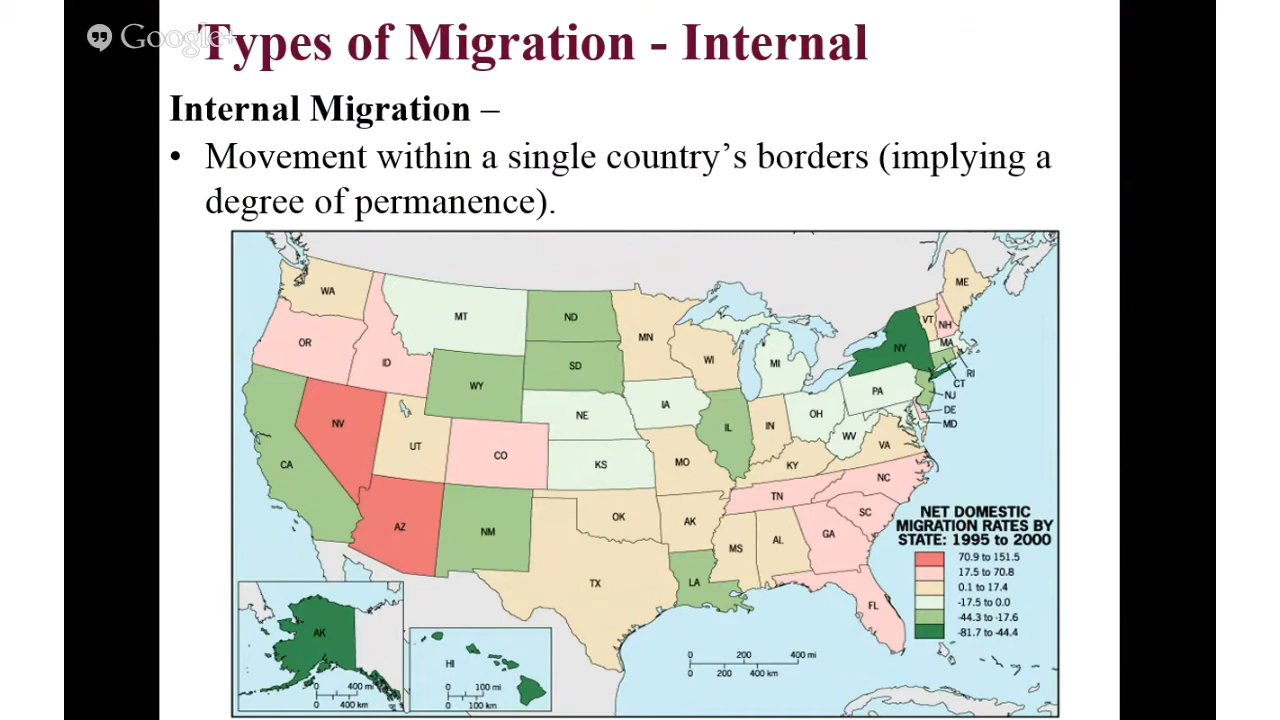 Google+
Types of Migration - Internal
Internal Migration –
• Movement within a single country's borders (implying a
degree of permanence).
WA
MT
ND
MN
ME
VT
NH
OR
ID
WY
SD
WI
MI
NY
MA
RI
CT
NJ
DE
MD
PA
NV
UT
CO
NE
IA
IL
IN
OH
WV
VA
CA
KS
MO
KY
NC
AZ
NM
OK
AK
TN
SC
MS
AL
GA
TX
LA
FL
NET DOMESTIC
MIGRATION RATES BY
STATE: 1995 to 2000
70.9 to 151.5
17.5 to 70.8
0.1 to 17.4
-17.5 to 0.0
-44.3 to -17.6
-81.7 to -44.4
AK
0 400 mi
0 400 km
HI
0 100 mi
0 100 km
0 200 400 mi
0 200 400 km